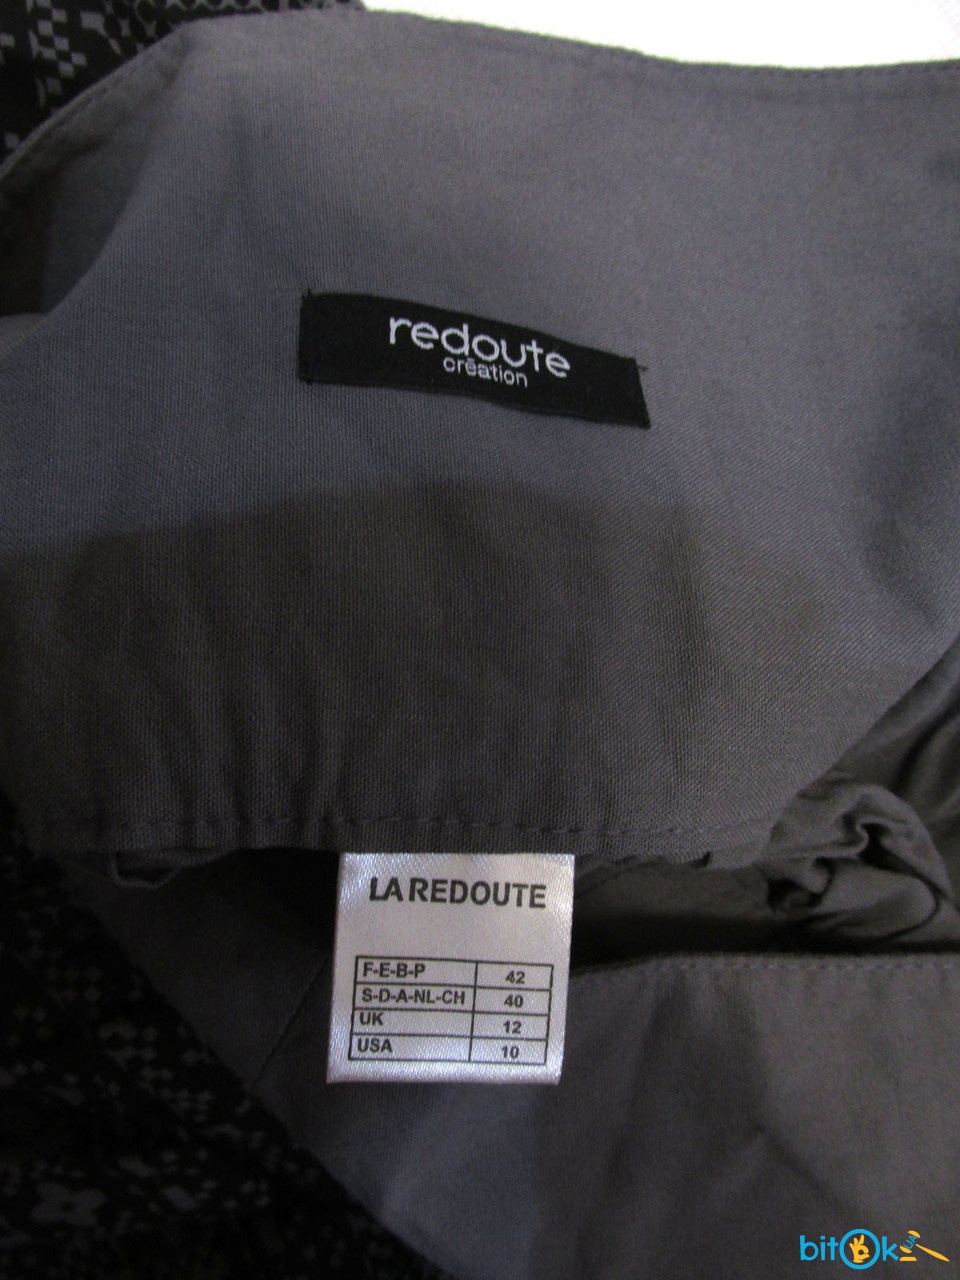 redoute
création
LA REDOUTE
F-E-B-P 42
S-D-A-NL-CH 40
UK 12
USA 10
bitOk